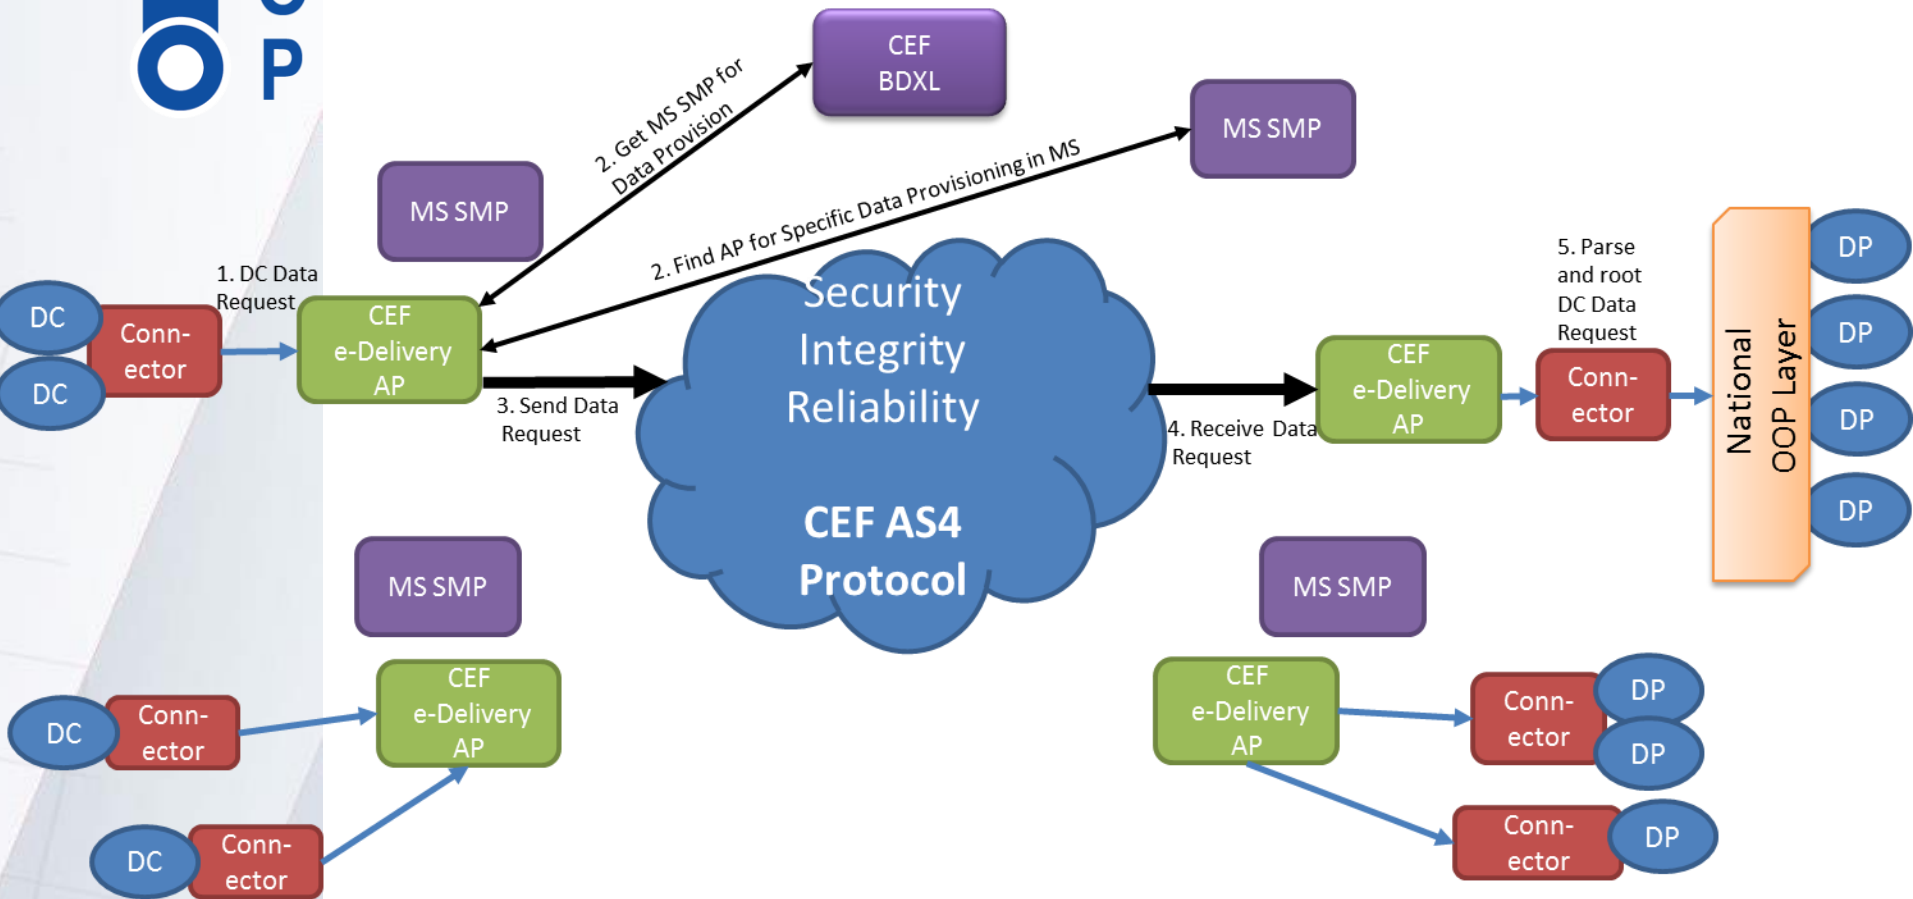 O
P
CEF
BDXL
2. Get MS SMP for
Data Provision
MS SMP
MS SMP
2. Find AP for Specific Data Provisioning in MS
1. DC Data
Request
DC
DC
Conn-
ector
CEF
e-Delivery
AP
3. Send Data
Request
Security
Integrity
Reliability
CEF AS4
Protocol
4. Receive Data
Request
CEF
e-Delivery
AP
5. Parse
and root
DC Data
Request
Conn-
ector
National
OOP Layer
DP
DP
DP
DP
MS SMP
CEF
e-Delivery
AP
DC
Conn-
ector
DC
Conn-
ector
MS SMP
CEF
e-Delivery
AP
Conn-
ector
DP
DP
Conn-
ector
DP